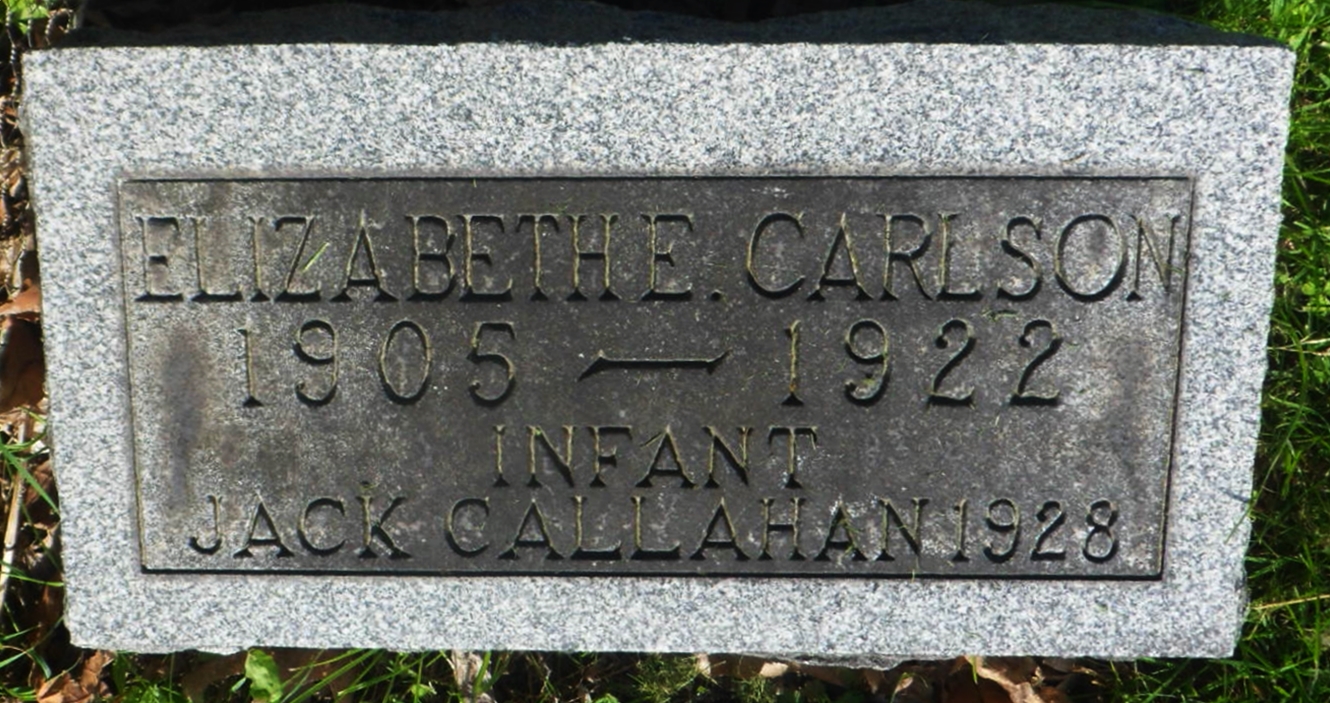 ELIZABETH E. CARLSON
1905 — 1922
INFANT
JACK CALLAHAN 1928